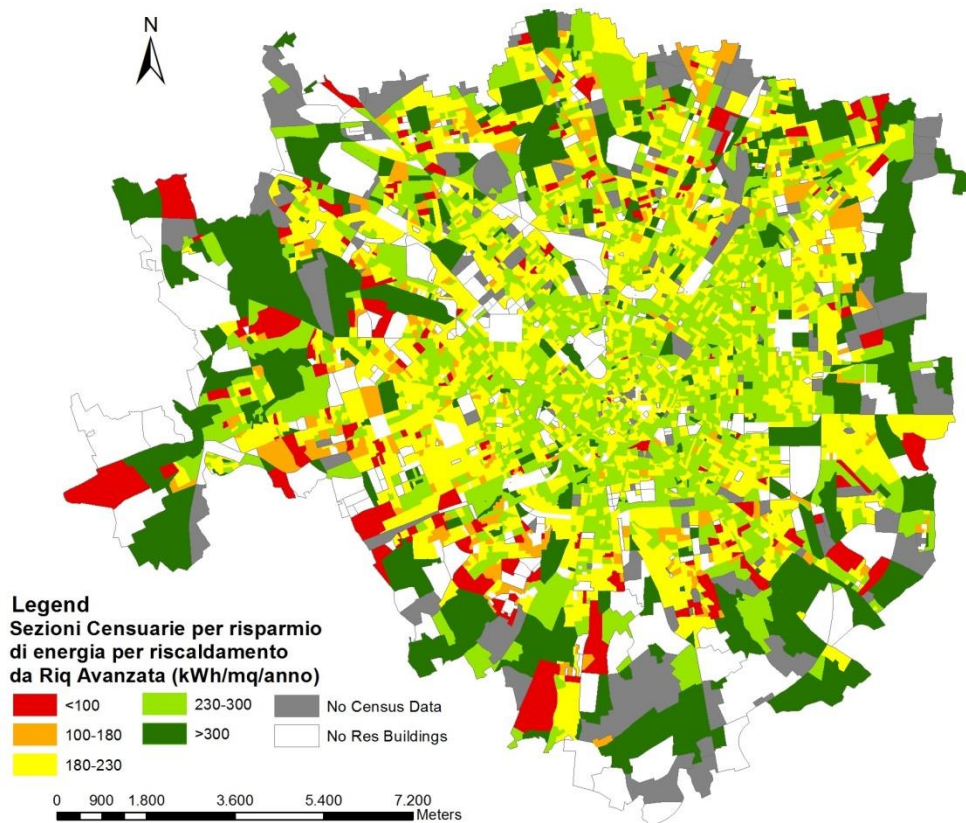 N
Legend
Sezioni Censuarie per risparmio
di energia per riscaldamento
da Riq Avanzata (kWh/mq/anno)
<100 230-300 No Census Data
100-180 >300 No Res Buildings
180-230
0 900 1.800 3.600 5.400 7.200
Meters